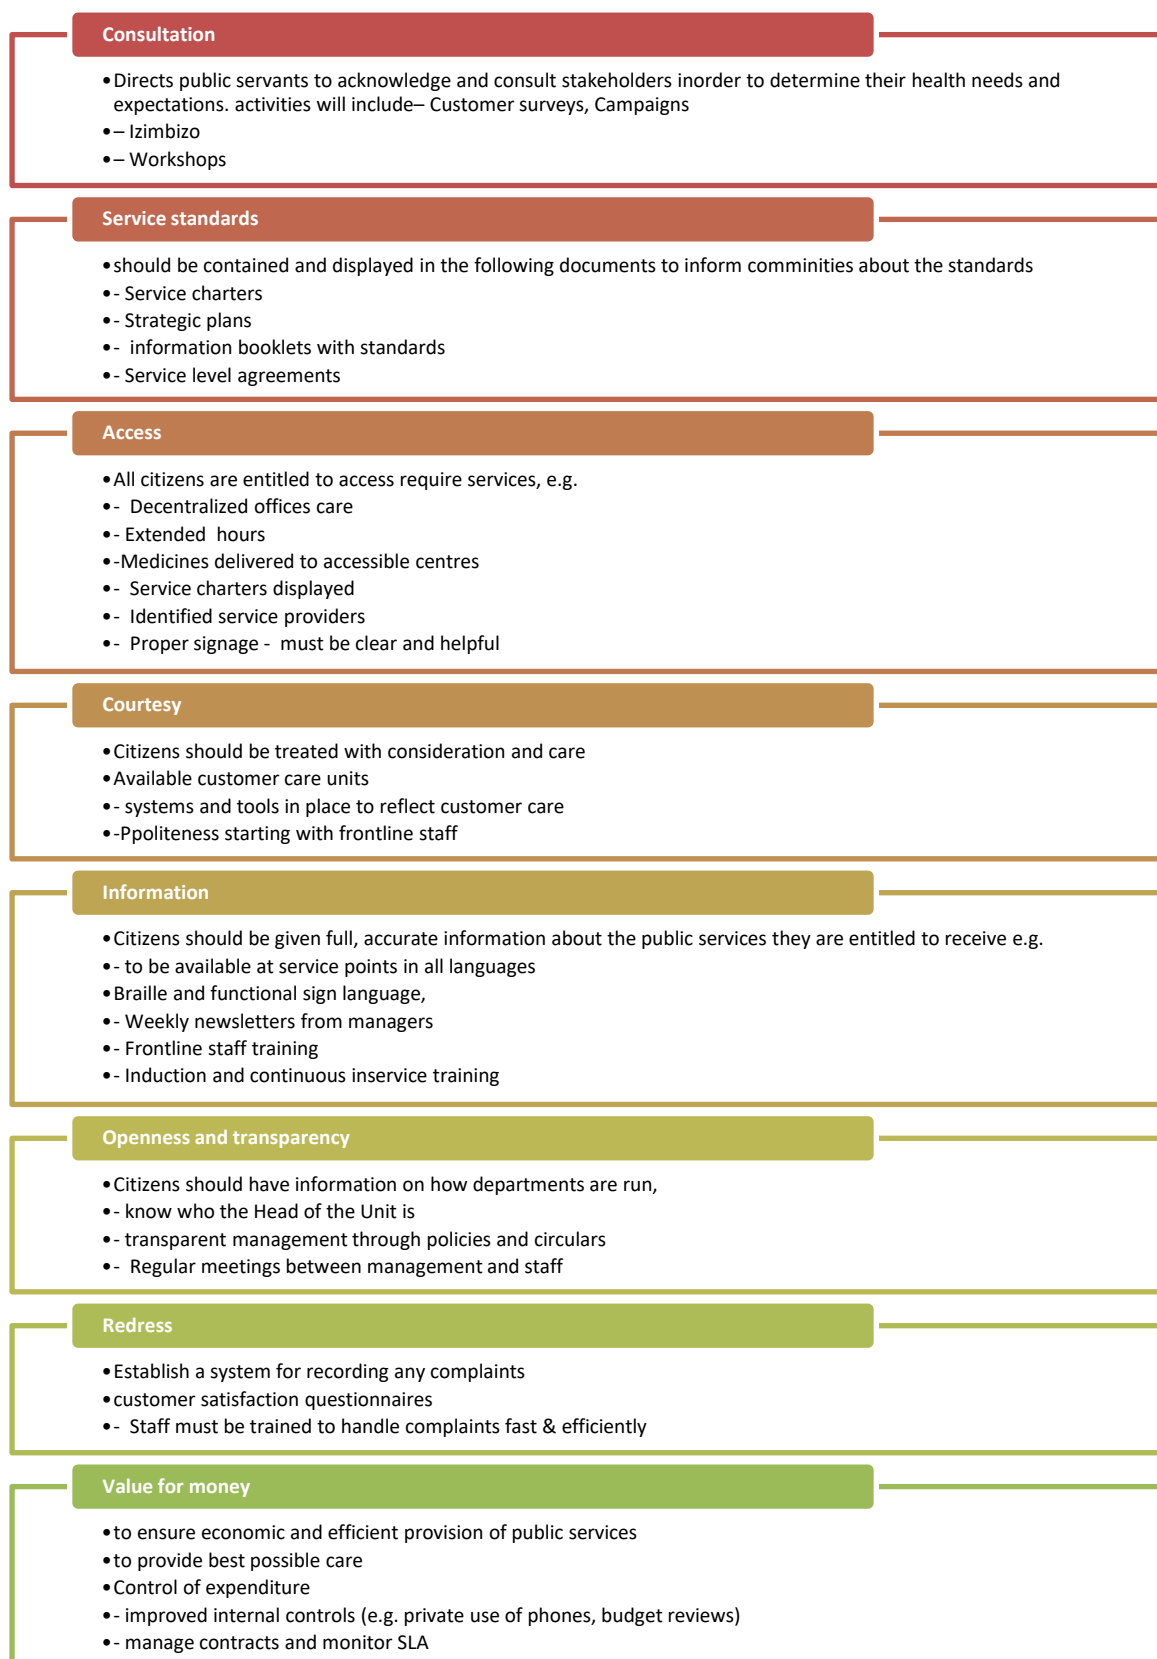 Consultation
•Directs public servants to acknowledge and consult stakeholders inorder to determine their health needs and
expectations. activities will include– Customer surveys, Campaigns
•– Izimbizo
•– Workshops
Service standards
•should be contained and displayed in the following documents to inform comminities about the standards
•- Service charters
•- Strategic plans
•- information booklets with standards
•- Service level agreements
Access
•All citizens are entitled to access require services, e.g.
•- Decentralized offices care
•- Extended hours
•-Medicines delivered to accessible centres
•- Service charters displayed
•- Identified service providers
•- Proper signage - must be clear and helpful
Courtesy
•Citizens should be treated with consideration and care
•Available customer care units
•- systems and tools in place to reflect customer care
•-Ppoliteness starting with frontline staff
Information
•Citizens should be given full, accurate information about the public services they are entitled to receive e.g.
•- to be available at service points in all languages
•Braille and functional sign language,
•- Weekly newsletters from managers
•- Frontline staff training
•- Induction and continuous inservice training
Openness and transparency
•Citizens should have information on how departments are run,
•- know who the Head of the Unit is
•- transparent management through policies and circulars
•- Regular meetings between management and staff
Redress
•Establish a system for recording any complaints
•customer satisfaction questionnaires
•- Staff must be trained to handle complaints fast & efficiently
Value for money
•to ensure economic and efficient provision of public services
•to provide best possible care
•Control of expenditure
•- improved internal controls (e.g. private use of phones, budget reviews)
•- manage contracts and monitor SLA